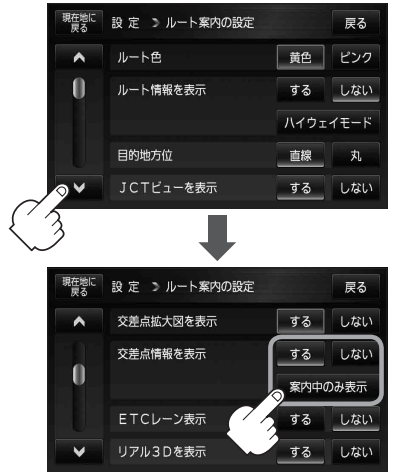 現在地に
戻る
設 定 ルート案内の設定 戻る
ルート色 黄色 ピンク
ルート情報を表示 する しない
ハイウェイモード
目的地方位 直線 丸
JCTビューを表示 する しない
現在地に
戻る
設 定 ルート案内の設定 戻る
交差点拡大図を表示 する しない
交差点情報を表示 する しない
案内中のみ表示
ETCレーン表示 する しない
リアル3Dを表示 する しない